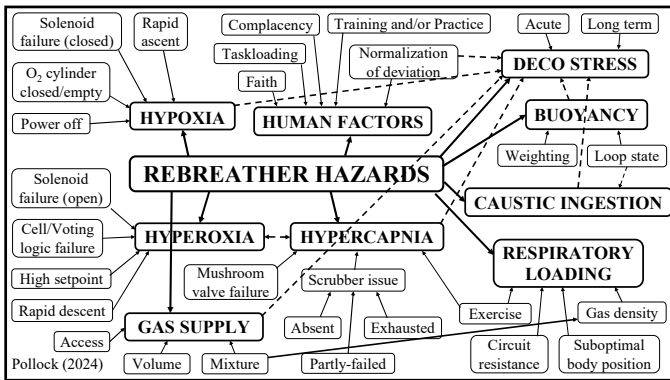 Solenoid
failure (closed)
Rapid
ascent
Complacency
Training and/or Practice
Taskloading
Normalization
of deviation
Faith
Acute
Long term
DECO STRESS
O₂ cylinder
closed/empty
Power off
HYPOXIA
HUMAN FACTORS
BUOYANCY
Weighting
Loop state
REBREATHER HAZARDS
CAUSTIC INGESTION
Solenoid
failure (open)
Cell/Voting
logic failure
HYPEROXIA
HYPERCAPNIA
RESPIRATORY
LOADING
High setpoint
Mushroom
valve failure
Scrubber issue
Rapid descent
Exercise
Gas density
Access
GAS SUPPLY
Absent
Exhausted
Circuit
resistance
Suboptimal
body position
Pollock (2024)
Volume
Mixture
Partly-failed